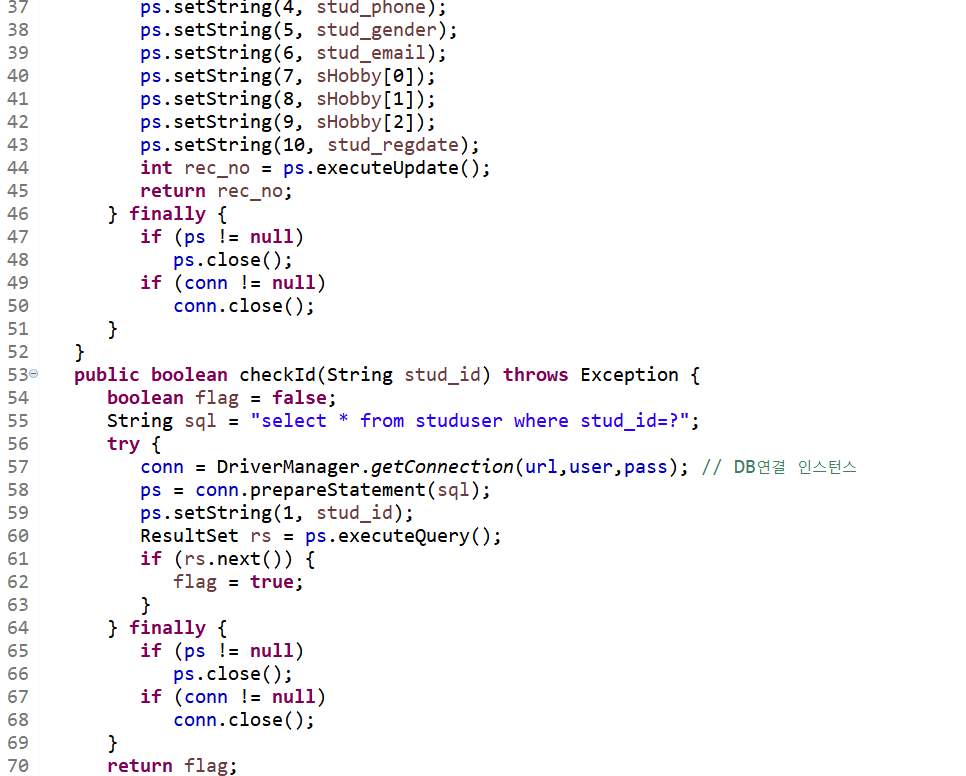 37 ps.setString(4, stud_phone);
38 ps.setString(5, stud_gender);
39 ps.setString(6, stud_email);
40 ps.setString(7, sHobby[0]);
41 ps.setString(8, sHobby[1]);
42 ps.setString(9, sHobby[2]);
43 ps.setString(10, stud_regdate);
44 int rec_no = ps.executeUpdate();
45 return rec_no;
46 } finally {
47 if (ps != null)
48 ps.close();
49 if (conn != null)
50 conn.close();
51 }
52 }
53 public boolean checkId(String stud_id) throws Exception {
54 boolean flag = false;
55 String sql = "select * from studuser where stud_id=?";
56 try {
57 conn = DriverManager.getConnection(url,user,pass); // DB연결 인스턴스
58 ps = conn.prepareStatement(sql);
59 ps.setString(1, stud_id);
60 ResultSet rs = ps.executeQuery();
61 if (rs.next()) {
62 flag = true;
63 }
64 } finally {
65 if (ps != null)
66 ps.close();
67 if (conn != null)
68 conn.close();
69 }
70 return flag;